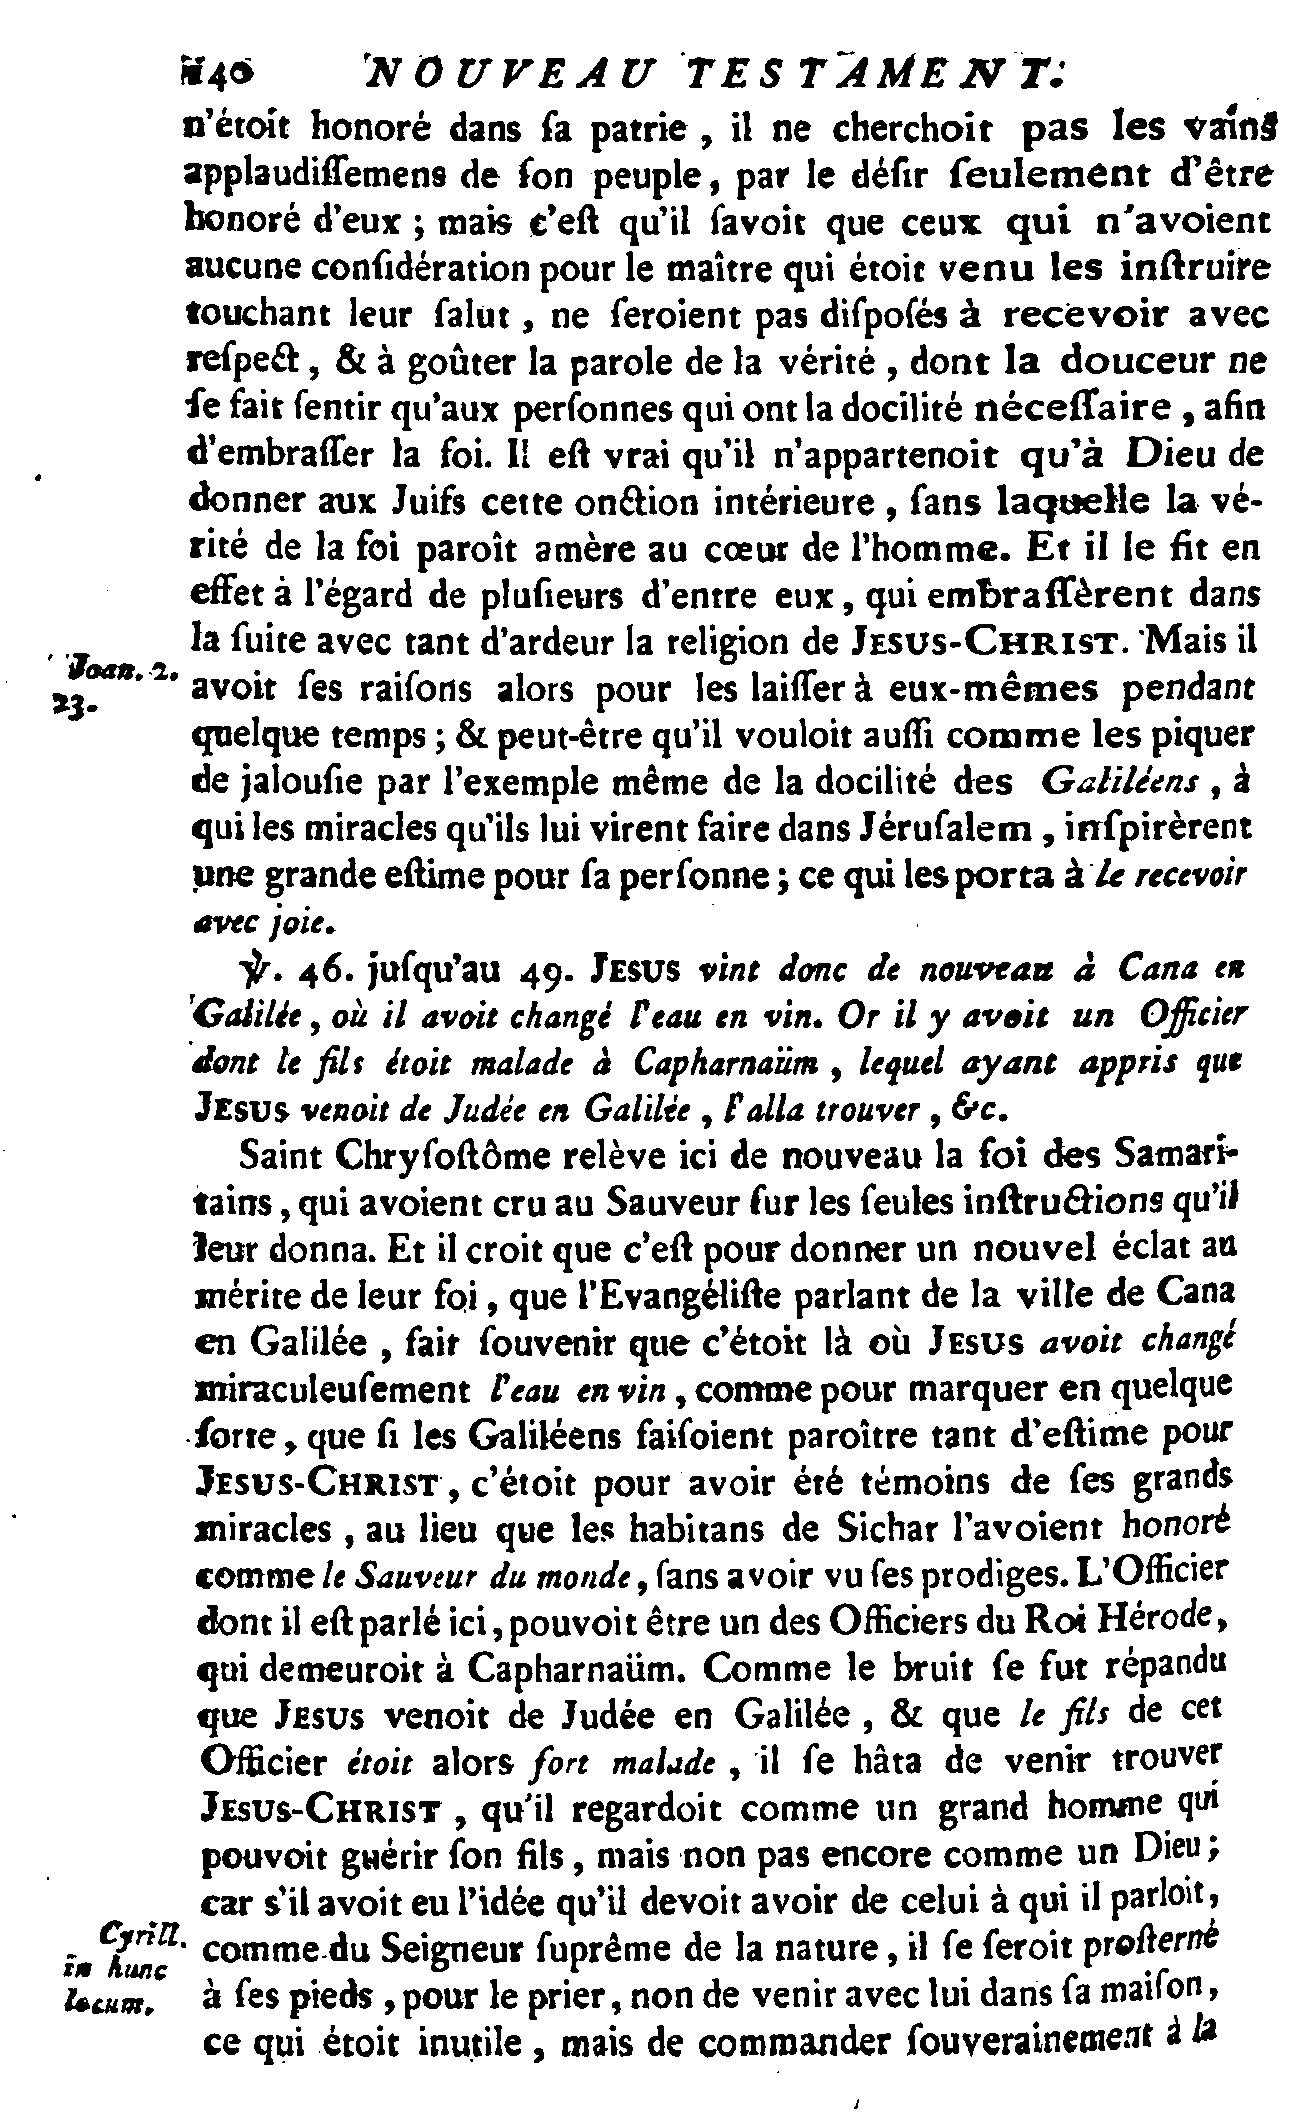 NOUVEAU TESTAMENT.
n'étoit honoré dans ſa patrie, il ne cherchoit pas les vains
applaudiſſemens de ſon peuple, par le déſir ſeulement d'être
honoré d'eux ; mais c'eſt qu'il ſavoit que ceux qui n'avoient
aucune conſidération pour le maître qui étoit venu les inſtruire
touchant leur ſalut, ne ſeroient pas diſpoſés à recevoir avec
reſpect, & à goûter la parole de la vérité, dont la douceur ne
ſe fait ſentir qu'aux perſonnes qui ont la docilité néceſſaire, afin
d'embraſſer la foi. Il eſt vrai qu'il n'appartenoit qu'à Dieu de
donner aux Juifs cette onction intérieure, ſans laquelle la vé-
rité de la foi paroît amère au cœur de l'homme. Et il le fit en
effet à l'égard de pluſieurs d'entre eux, qui embraſſèrent dans
la ſuite avec tant d'ardeur la religion de JESUS-CHRIST. Mais il
Joan. 2.
23.
avoit ſes raiſons alors pour les laiſſer à eux-mêmes pendant
quelque temps ; & peut-être qu'il vouloit auſſi comme les piquer
de jalouſie par l'exemple même de la docilité des Galiléens, à
qui les miracles qu'ils lui virent faire dans Jéruſalem, inſpirèrent
une grande eſtime pour ſa perſonne ; ce qui les porta à le recevoir
avec joie.
℣. 46. juſqu'au 49. JESUS vint donc de nouveau à Cana en
Galilée, où il avoit changé l'eau en vin. Or il y avoit un Officier
dont le fils étoit malade à Capharnaüm, lequel ayant appris que
JESUS venoit de Judée en Galilée, l'alla trouver, &c.
Saint Chryſoſtôme relève ici de nouveau la foi des Samari-
tains, qui avoient cru au Sauveur ſur les ſeules inſtructions qu'il
leur donna. Et il croit que c'eſt pour donner un nouvel éclat au
mérite de leur foi, que l'Evangéliſte parlant de la ville de Cana
en Galilée, fait ſouvenir que c'étoit là où JESUS avoit changé
miraculeuſement l'eau en vin, comme pour marquer en quelque
ſorte, que ſi les Galiléens faiſoient paroître tant d'eſtime pour
JESUS-CHRIST, c'étoit pour avoir été témoins de ſes grands
miracles, au lieu que les habitans de Sichar l'avoient honoré
comme le Sauveur du monde, ſans avoir vu ſes prodiges. L'Officier
dont il eſt parlé ici, pouvoit être un des Officiers du Roi Hérode,
qui demeuroit à Capharnaüm. Comme le bruit ſe fut répandu
que JESUS venoit de Judée en Galilée, & que le fils de cet
Officier étoit alors fort malade, il ſe hâta de venir trouver
JESUS-CHRIST, qu'il regardoit comme un grand homme qui
pouvoit guérir ſon fils, mais non pas encore comme un Dieu ;
car s'il avoit eu l'idée qu'il devoit avoir de celui à qui il parloit,
Cyrill.
in hunc
locum.
comme du Seigneur ſuprême de la nature, il ſe ſeroit proſterné
à ſes pieds, pour le prier, non de venir avec lui dans ſa maiſon,
ce qui étoit inutile, mais de commander ſouverainement à la